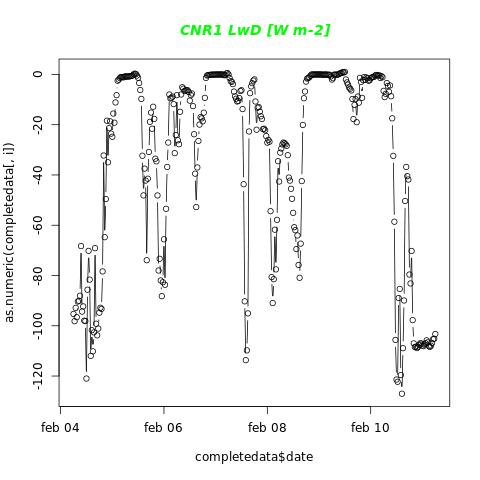 CNR1 LwD [W m-2]
as.numeric(completedata[, i])
0
-20
-40
-60
-80
-100
-120
feb 04
feb 06
feb 08
feb 10
completedata$date